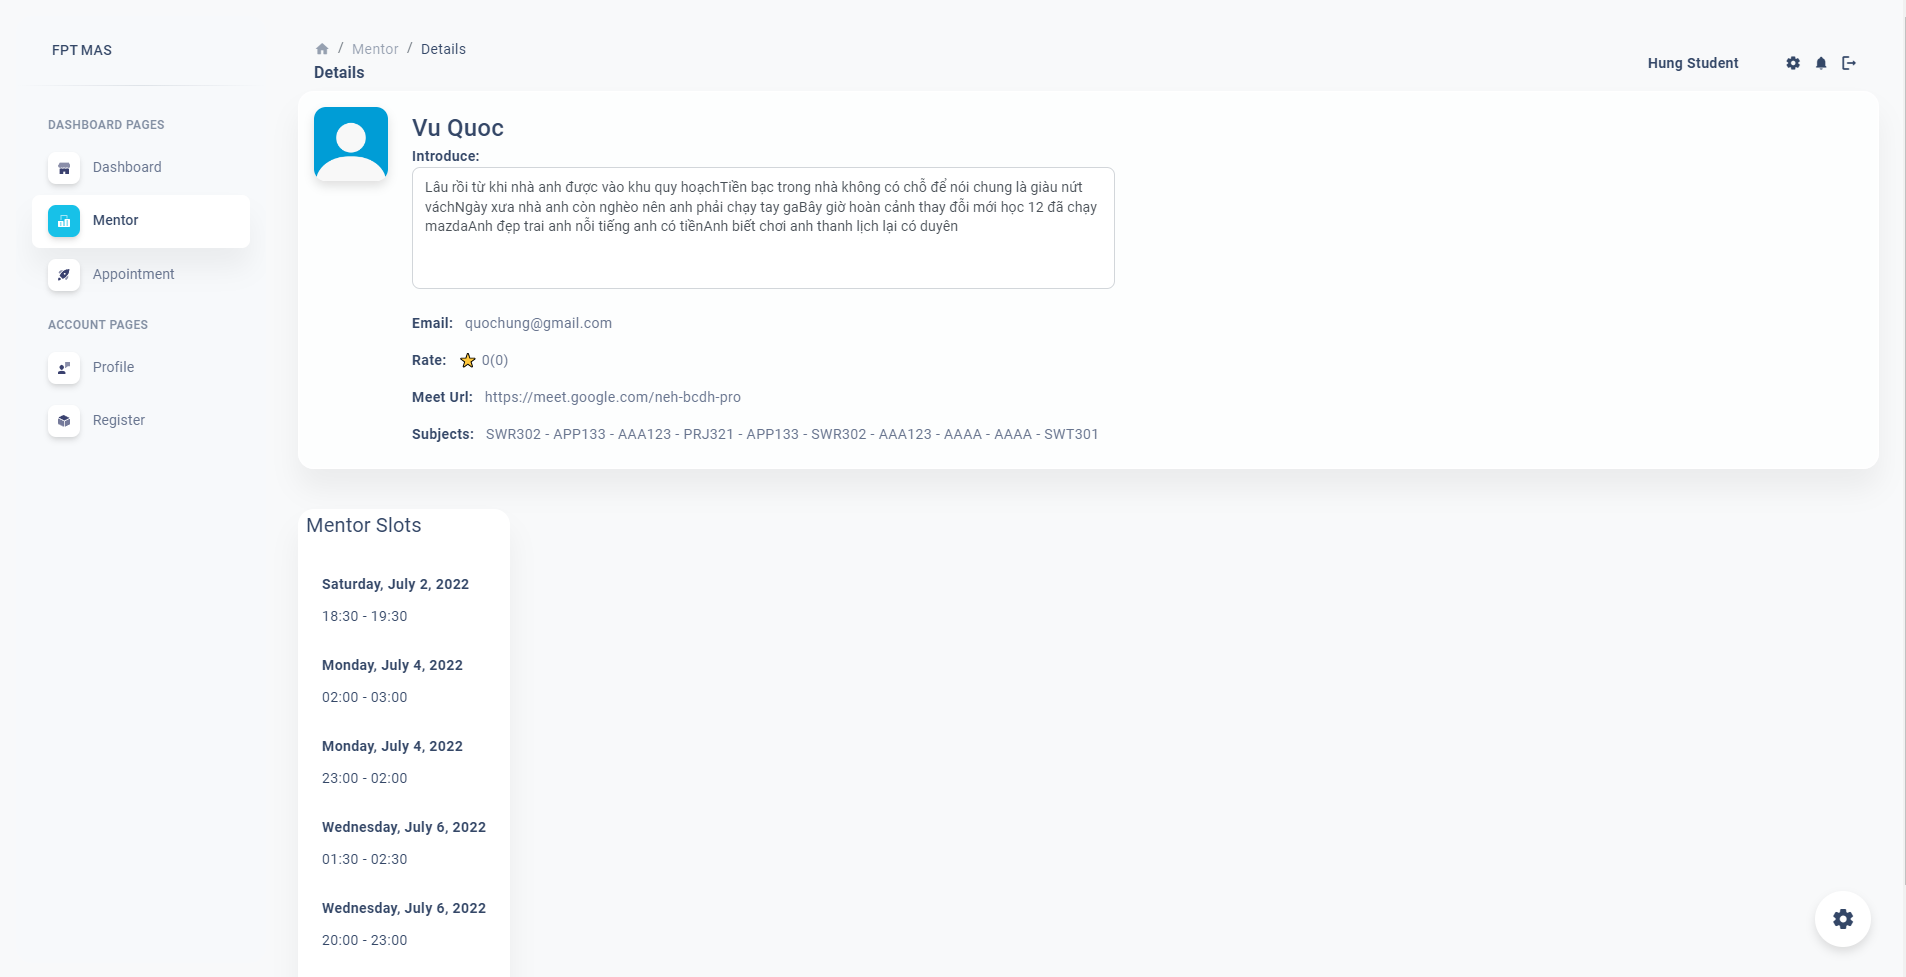 FPT MAS
DASHBOARD PAGES
Dashboard
Mentor
Appointment
ACCOUNT PAGES
Profile
Register
/ Mentor / Details
Details
Hung Student
Vu Quoc
Introduce:
Lâu rồi từ khi nhà anh được vào khu quy hoạchTiền bạc trong nhà không có chỗ để nói chung là giàu nứt
váchNgày xưa nhà anh còn nghèo nên anh phải chạy tay gaBây giờ hoàn cảnh thay đổi mới học 12 đã chạy
mazdaAnh đẹp trai anh nỗi tiếng anh có tiềnAnh biết chơi anh thanh lịch lại có duyên
Email: quochung@gmail.com
Rate: 0(0)
Meet Url: https://meet.google.com/neh-bcdh-pro
Subjects: SWR302 - APP133 - AAA123 - PRJ321 - APP133 - SWR302 - AAA123 - AAAA - AAAA - SWT301
Mentor Slots
Saturday, July 2, 2022
18:30 - 19:30
Monday, July 4, 2022
02:00 - 03:00
Monday, July 4, 2022
23:00 - 02:00
Wednesday, July 6, 2022
01:30 - 02:30
Wednesday, July 6, 2022
20:00 - 23:00